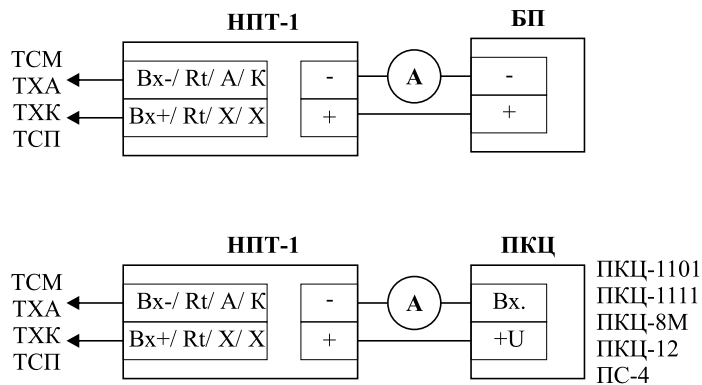 НПТ-1
БП
ТСМ
ТХА
ТХК
ТСП
Вх-/ Rt/ А/ К
Вх+/ Rt/ Х/ Х
-
+
А
-
+
НПТ-1
ПКЦ
ТСМ
ТХА
ТХК
ТСП
Вх-/ Rt/ А/ К
Вх+/ Rt/ Х/ Х
-
+
А
Вх.
+U
ПКЦ-1101
ПКЦ-1111
ПКЦ-8М
ПКЦ-12
ПС-4